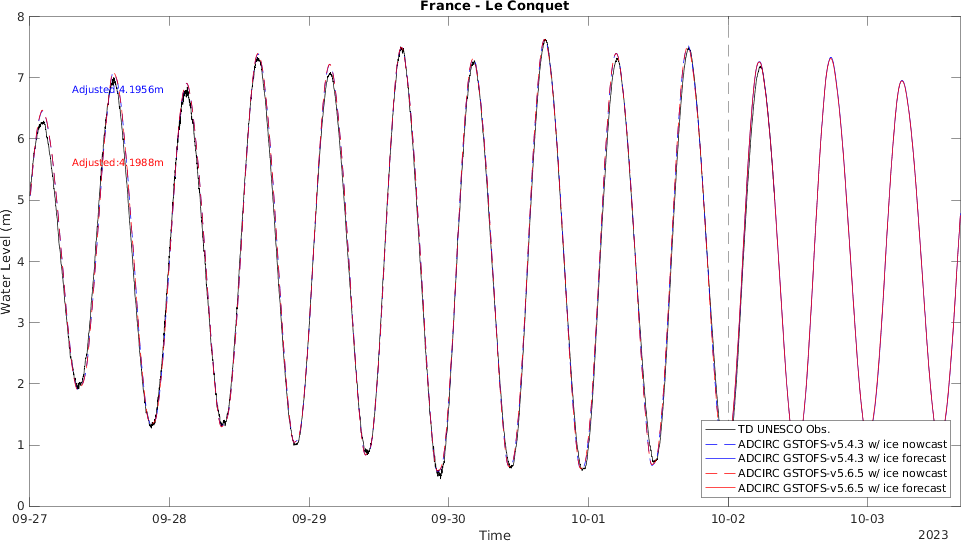 France - Le Conquet
8
7
6
5
4
3
2
1
0
Water Level (m)
Adjusted:4.1956m
Adjusted:4.1988m
TD UNESCO Obs.
ADCIRC GSTOFS-v5.4.3 w/ ice nowcast
ADCIRC GSTOFS-v5.4.3 w/ ice forecast
ADCIRC GSTOFS-v5.6.5 w/ ice nowcast
ADCIRC GSTOFS-v5.6.5 w/ ice forecast
09-27 09-28 09-29 09-30 10-01 10-02 10-03
Time
2023